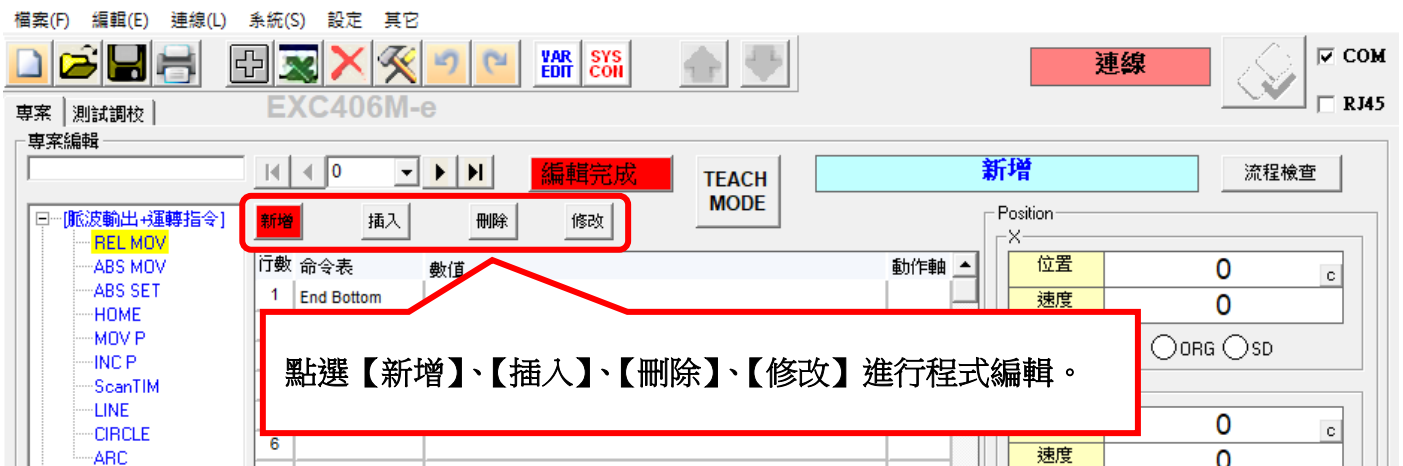 檔案(F) 編輯(E) 連線(L) 系統(S) 設定 其它
VAR EDIT SYS CON 連線 COM
RJ45
專案 測試調校 EXC406M-e
專案編輯
0 編輯完成 TEACH MODE 新增 流程檢查
新增 插入 刪除 修改
[脈波輸出+運轉指令]
REL MOV
ABS MOV
ABS SET
HOME
MOV P
INC P
ScanTIM
LINE
CIRCLE
ARC
行數 命令表 數值 動作軸
1 End Bottom
6
點選【新增】、【插入】、【刪除】、【修改】進行程式編輯。
Position
X
位置 0 c
速度 0
ORG SD
0 c
速度 0